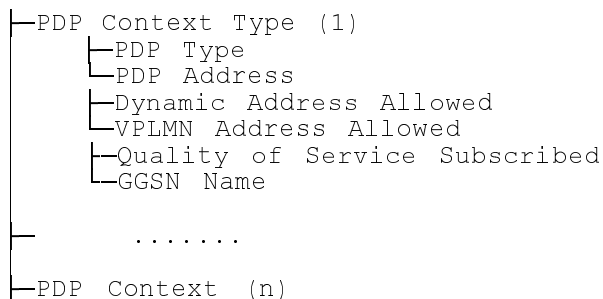 PDP Context Type (1)
PDP Type
PDP Address
Dynamic Address Allowed
VPLMN Address Allowed
Quality of Service Subscribed
GGSN Name
.......
PDP Context (n)